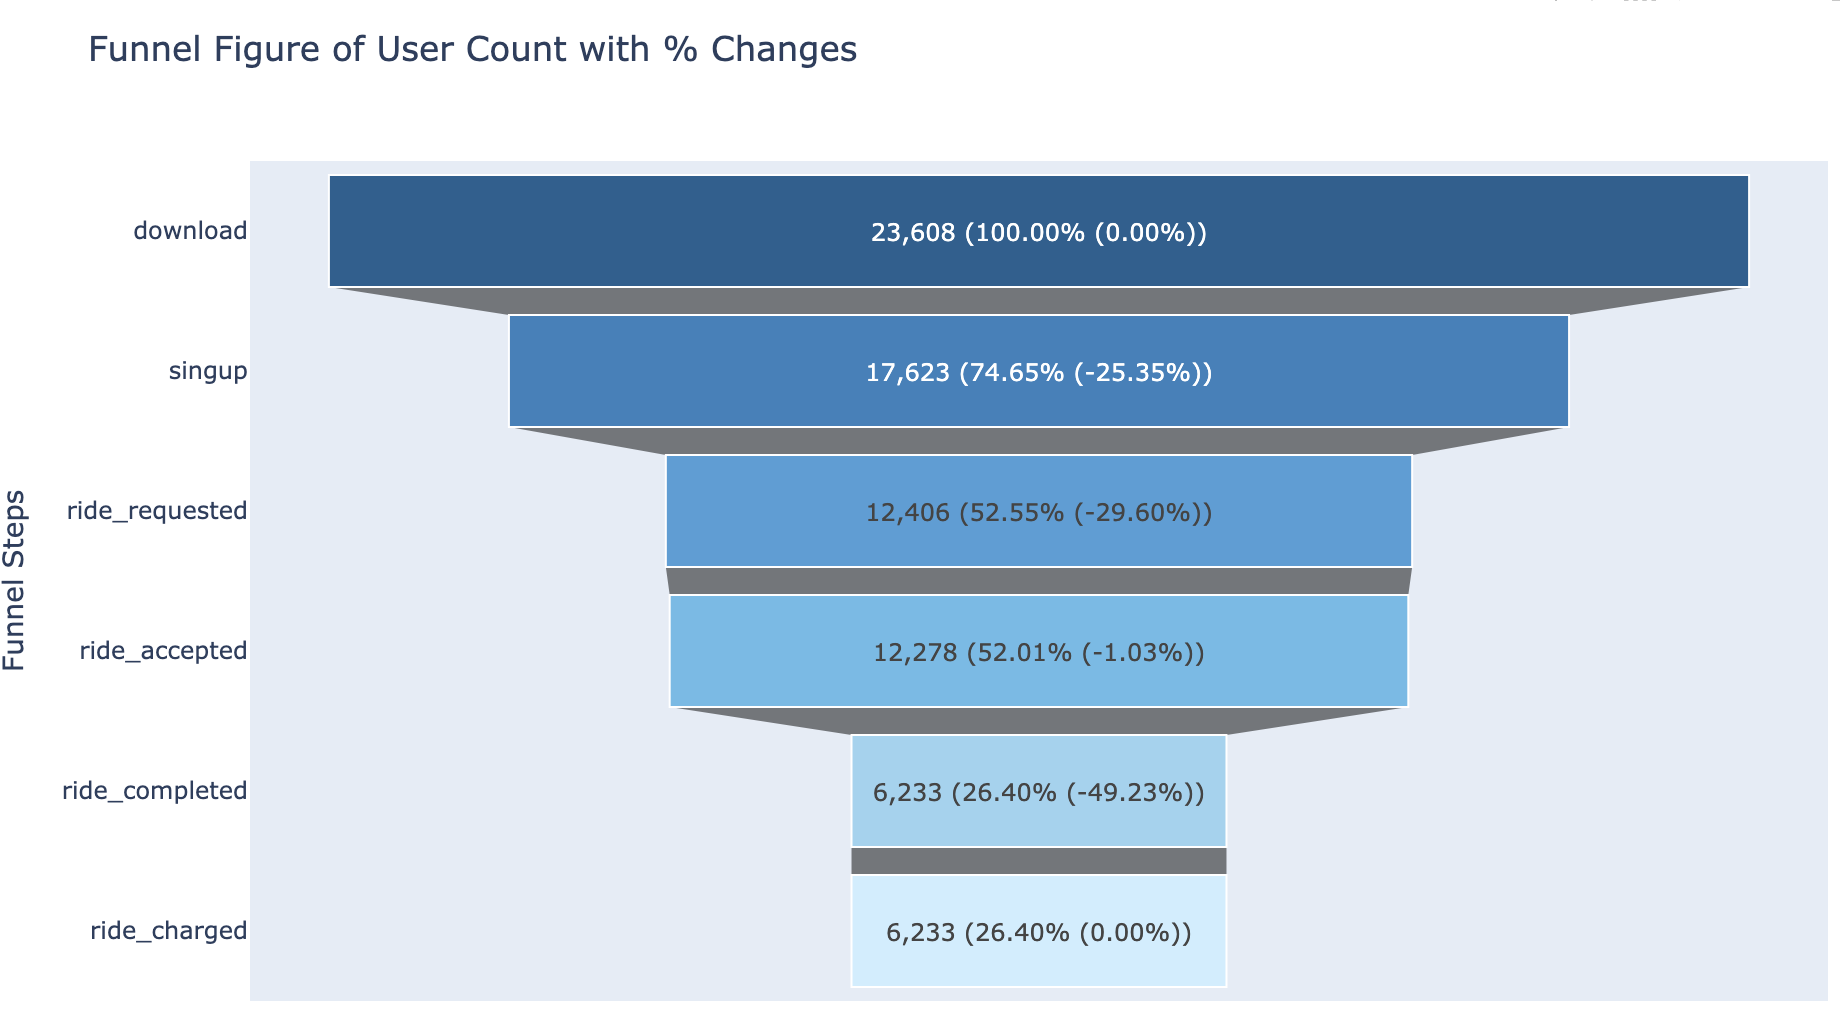 Funnel Figure of User Count with % Changes
Funnel Steps
download
23,608 (100.00% (0.00%))
singup
17,623 (74.65% (-25.35%))
ride_requested
12,406 (52.55% (-29.60%))
ride_accepted
12,278 (52.01% (-1.03%))
ride_completed
6,233 (26.40% (-49.23%))
ride_charged
6,233 (26.40% (0.00%))